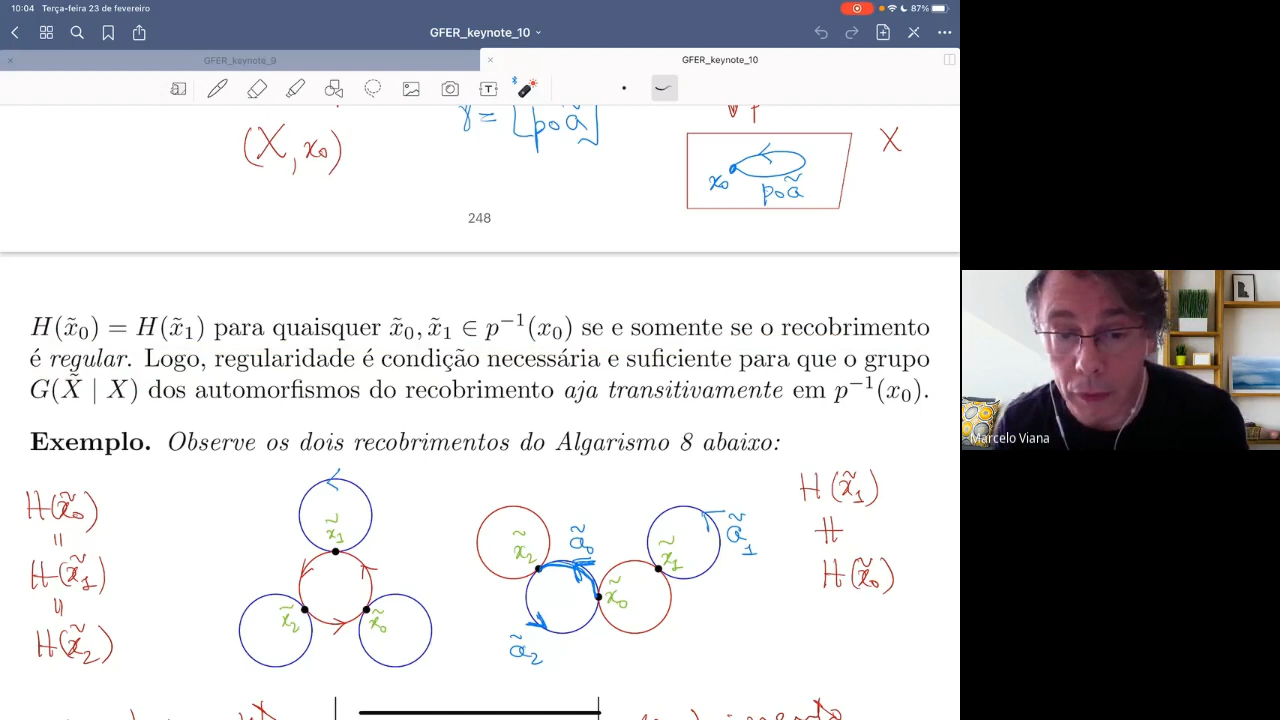 10:04 Terça-feira 23 de fevereiro
87%
GFER_keynote_10
GFER_keynote_9
GFER_keynote_10
(X, x₀)
γ = [p∘ã]
X
x₀
p∘ã
248
H(x̃₀) = H(x̃₁) para quaisquer x̃₀, x̃₁ ∈ p⁻¹(x₀) se e somente se o recobrimento
é regular. Logo, regularidade é condição necessária e suficiente para que o grupo
G(X̃ | X) dos automorfismos do recobrimento aja transitivamente em p⁻¹(x₀).
Exemplo. Observe os dois recobrimentos do Algarismo 8 abaixo:
H(x̃₀)
=
H(x̃₁)
=
H(x̃₂)
x̃₁
x̃₂
x̃₀
x̃₂
ã₀
x̃₁
ã₁
x̃₀
ã₂
H(x̃₁)
≠
H(x̃₀)
Marcelo Viana